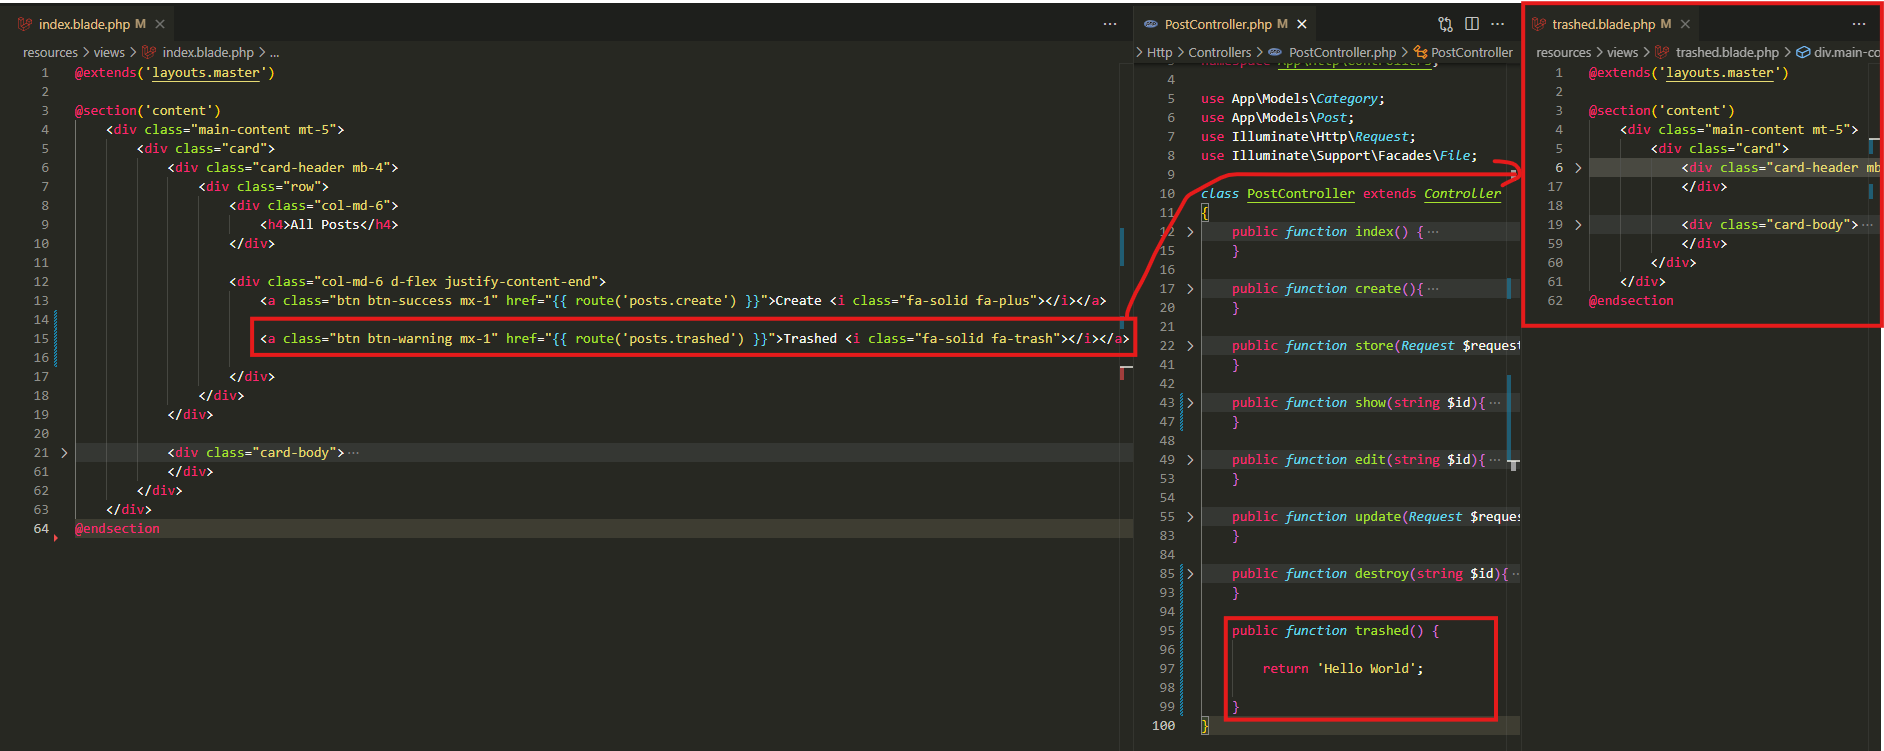 index.blade.php M
resources > views > index.blade.php > ...
1 @extends('layouts.master')
2
3 @section('content')
4 <div class="main-content mt-5">
5 <div class="card">
6 <div class="card-header mb-4">
7 <div class="row">
8 <div class="col-md-6">
9 <h4>All Posts</h4>
10 </div>
11
12 <div class="col-md-6 d-flex justify-content-end">
13 <a class="btn btn-success mx-1" href="{{ route('posts.create') }}">Create <i class="fa-solid fa-plus"></i></a>
14
15 <a class="btn btn-warning mx-1" href="{{ route('posts.trashed') }}">Trashed <i class="fa-solid fa-trash"></i></a>
16
17 </div>
18 </div>
19 </div>
20
21 <div class="card-body">...
61 </div>
62 </div>
63 </div>
64 @endsection
PostController.php M
> Http > Controllers > PostController.php > PostController
namespace App\Http\Controllers;
4
5 use App\Models\Category;
6 use App\Models\Post;
7 use Illuminate\Http\Request;
8 use Illuminate\Support\Facades\File;
9
10 class PostController extends Controller
11 {
12 public function index() {...
15 }
16
17 public function create(){...
20 }
21
22 public function store(Request $request
41 }
42
43 public function show(string $id){...
47 }
48
49 public function edit(string $id){...
53 }
54
55 public function update(Request $reques
83 }
84
85 public function destroy(string $id){...
93 }
94
95 public function trashed() {
96
97 return 'Hello World';
98
99 }
100 }
trashed.blade.php M
resources > views > trashed.blade.php > div.main-co
1 @extends('layouts.master')
2
3 @section('content')
4 <div class="main-content mt-5">
5 <div class="card">
6 <div class="card-header mb
17 </div>
18
19 <div class="card-body">...
59 </div>
60 </div>
61 </div>
62 @endsection